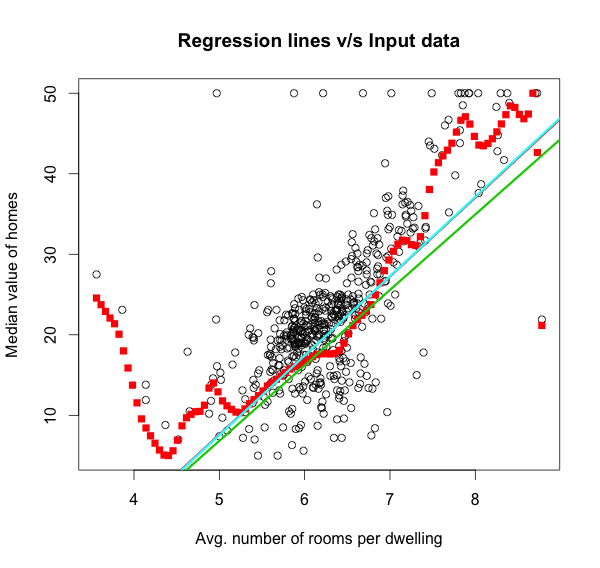 Regression lines v/s Input data
Median value of homes
50
40
30
20
10
4 5 6 7 8
Avg. number of rooms per dwelling